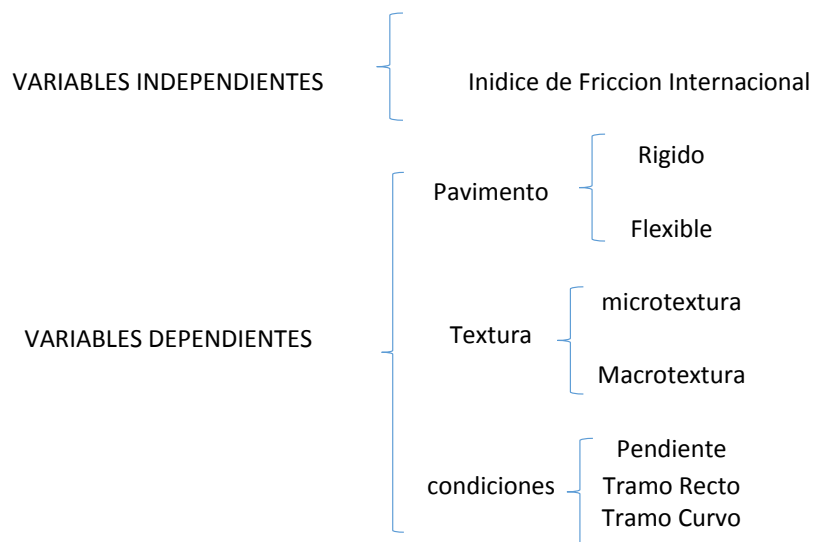 VARIABLES INDEPENDIENTES
Inidice de Friccion Internacional
Rigido
Pavimento
Flexible
microtextura
Textura
VARIABLES DEPENDIENTES
Macrotextura
Pendiente
condiciones
Tramo Recto
Tramo Curvo